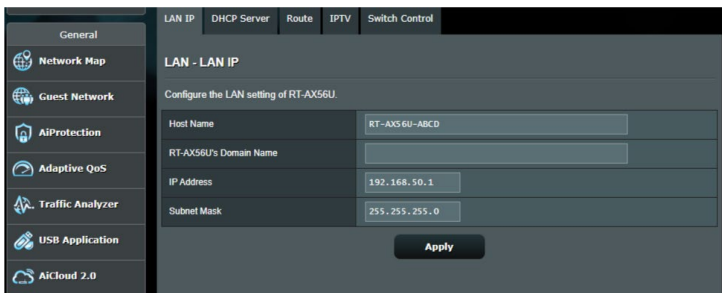 General
Network Map
Guest Network
AiProtection
Adaptive QoS
Traffic Analyzer
USB Application
AiCloud 2.0
LAN IP DHCP Server Route IPTV Switch Control
LAN - LAN IP
Configure the LAN setting of RT-AX56U.
Host Name RT-AX56U-ABCD
RT-AX56U's Domain Name
IP Address 192.168.50.1
Subnet Mask 255.255.255.0
Apply